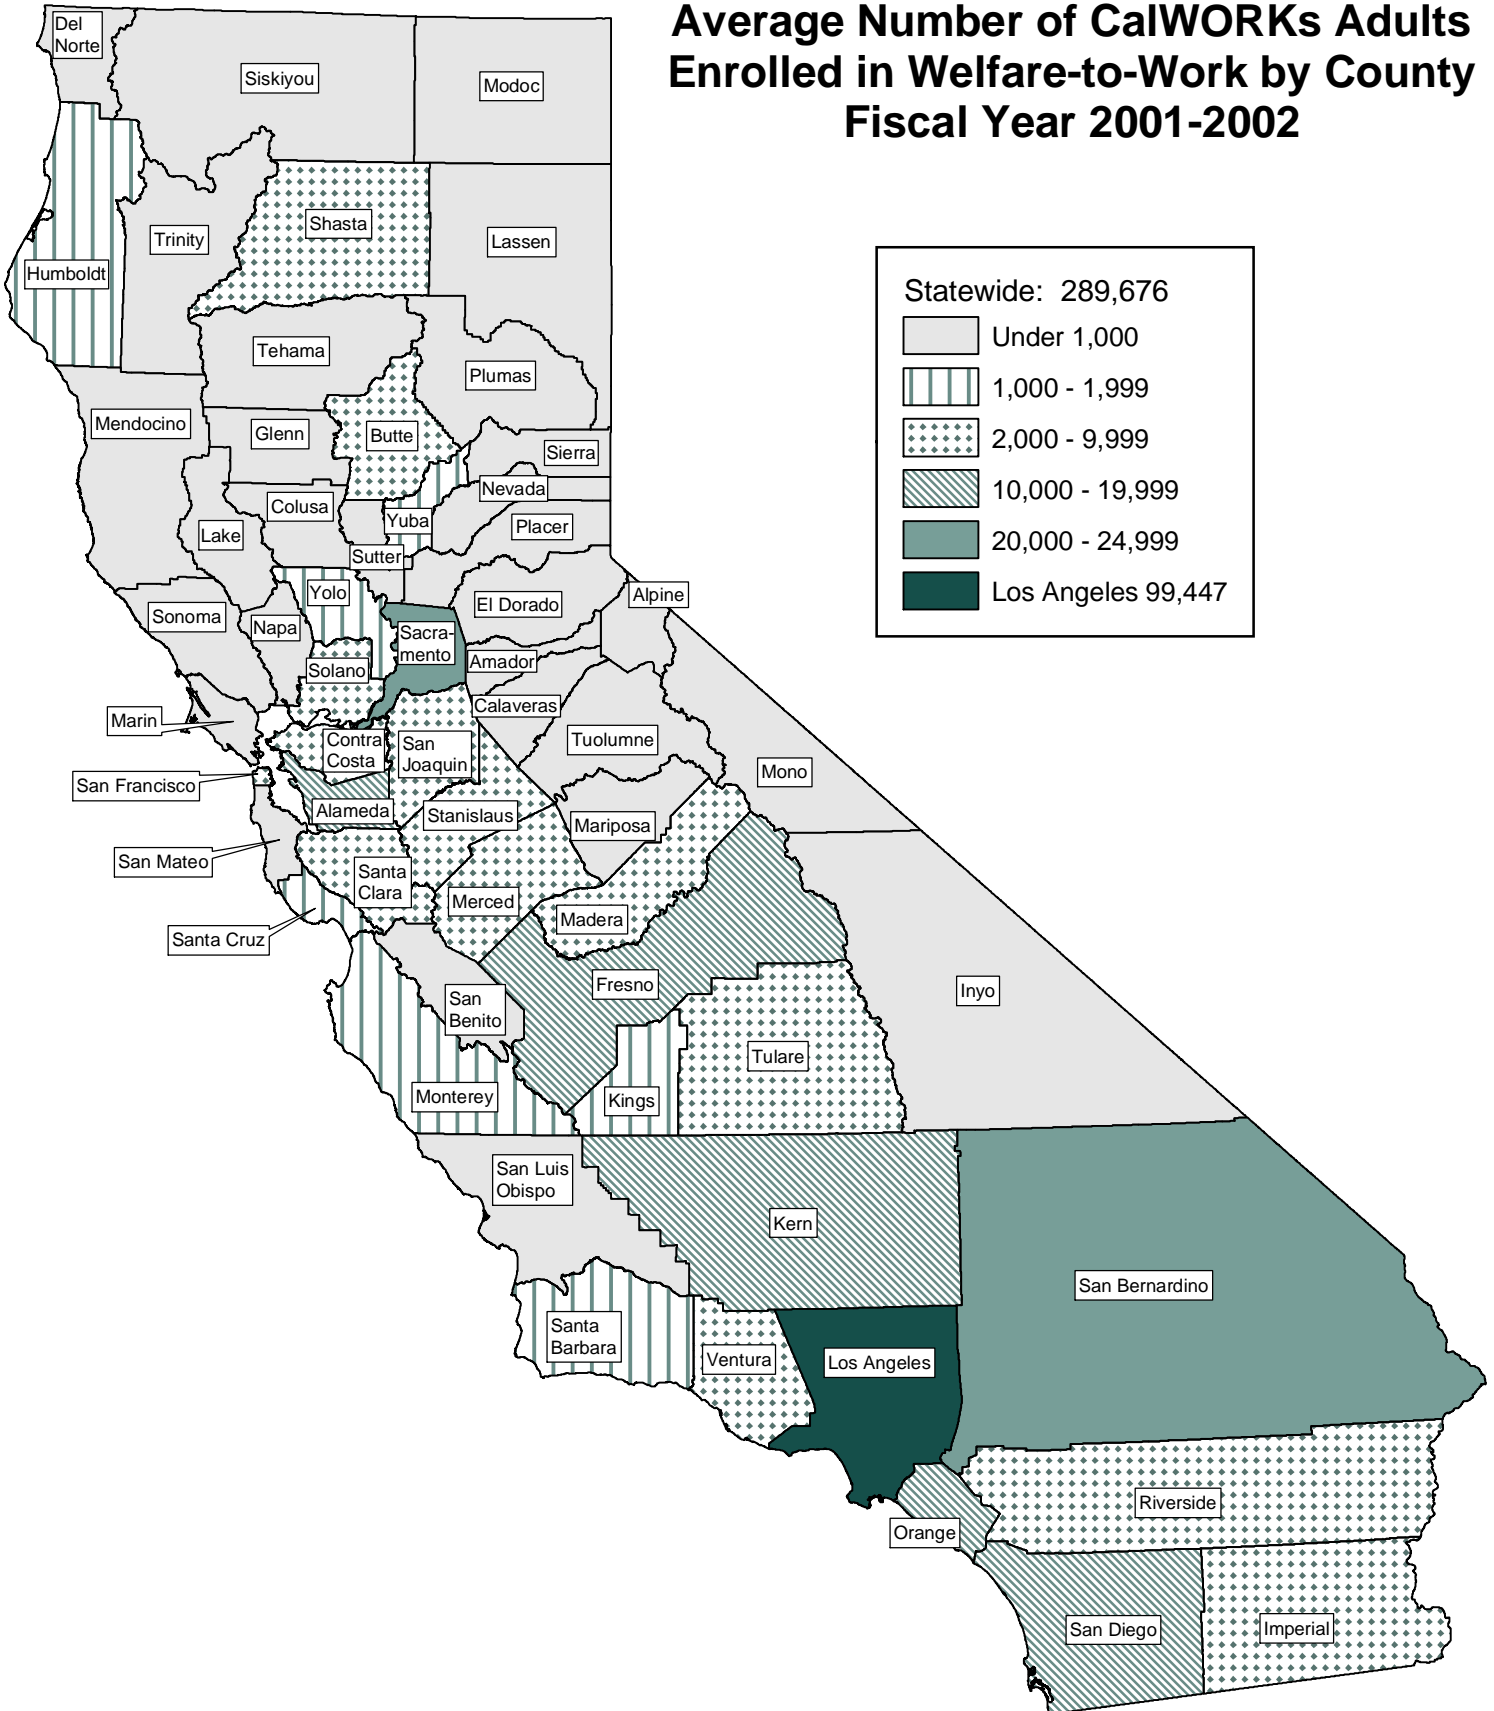 Average Number of CalWORKs Adults
Enrolled in Welfare-to-Work by County
Fiscal Year 2001-2002
Statewide: 289,676
Under 1,000
1,000 - 1,999
2,000 - 9,999
10,000 - 19,999
20,000 - 24,999
Los Angeles 99,447
Del
Norte
Siskiyou
Modoc
Humboldt
Trinity
Shasta
Lassen
Tehama
Plumas
Mendocino
Glenn
Butte
Sierra
Nevada
Colusa
Yuba
Placer
Lake
Sutter
Yolo
El Dorado
Alpine
Sonoma
Napa
Sacra-
mento
Solano
Amador
Calaveras
Marin
Contra
Costa
San
Joaquin
Tuolumne
Mono
San Francisco
Alameda
Stanislaus
Mariposa
San Mateo
Santa
Clara
Merced
Madera
Santa Cruz
Fresno
Inyo
San
Benito
Tulare
Monterey
Kings
San Luis
Obispo
Kern
San Bernardino
Santa
Barbara
Ventura
Los Angeles
Riverside
Orange
San Diego
Imperial